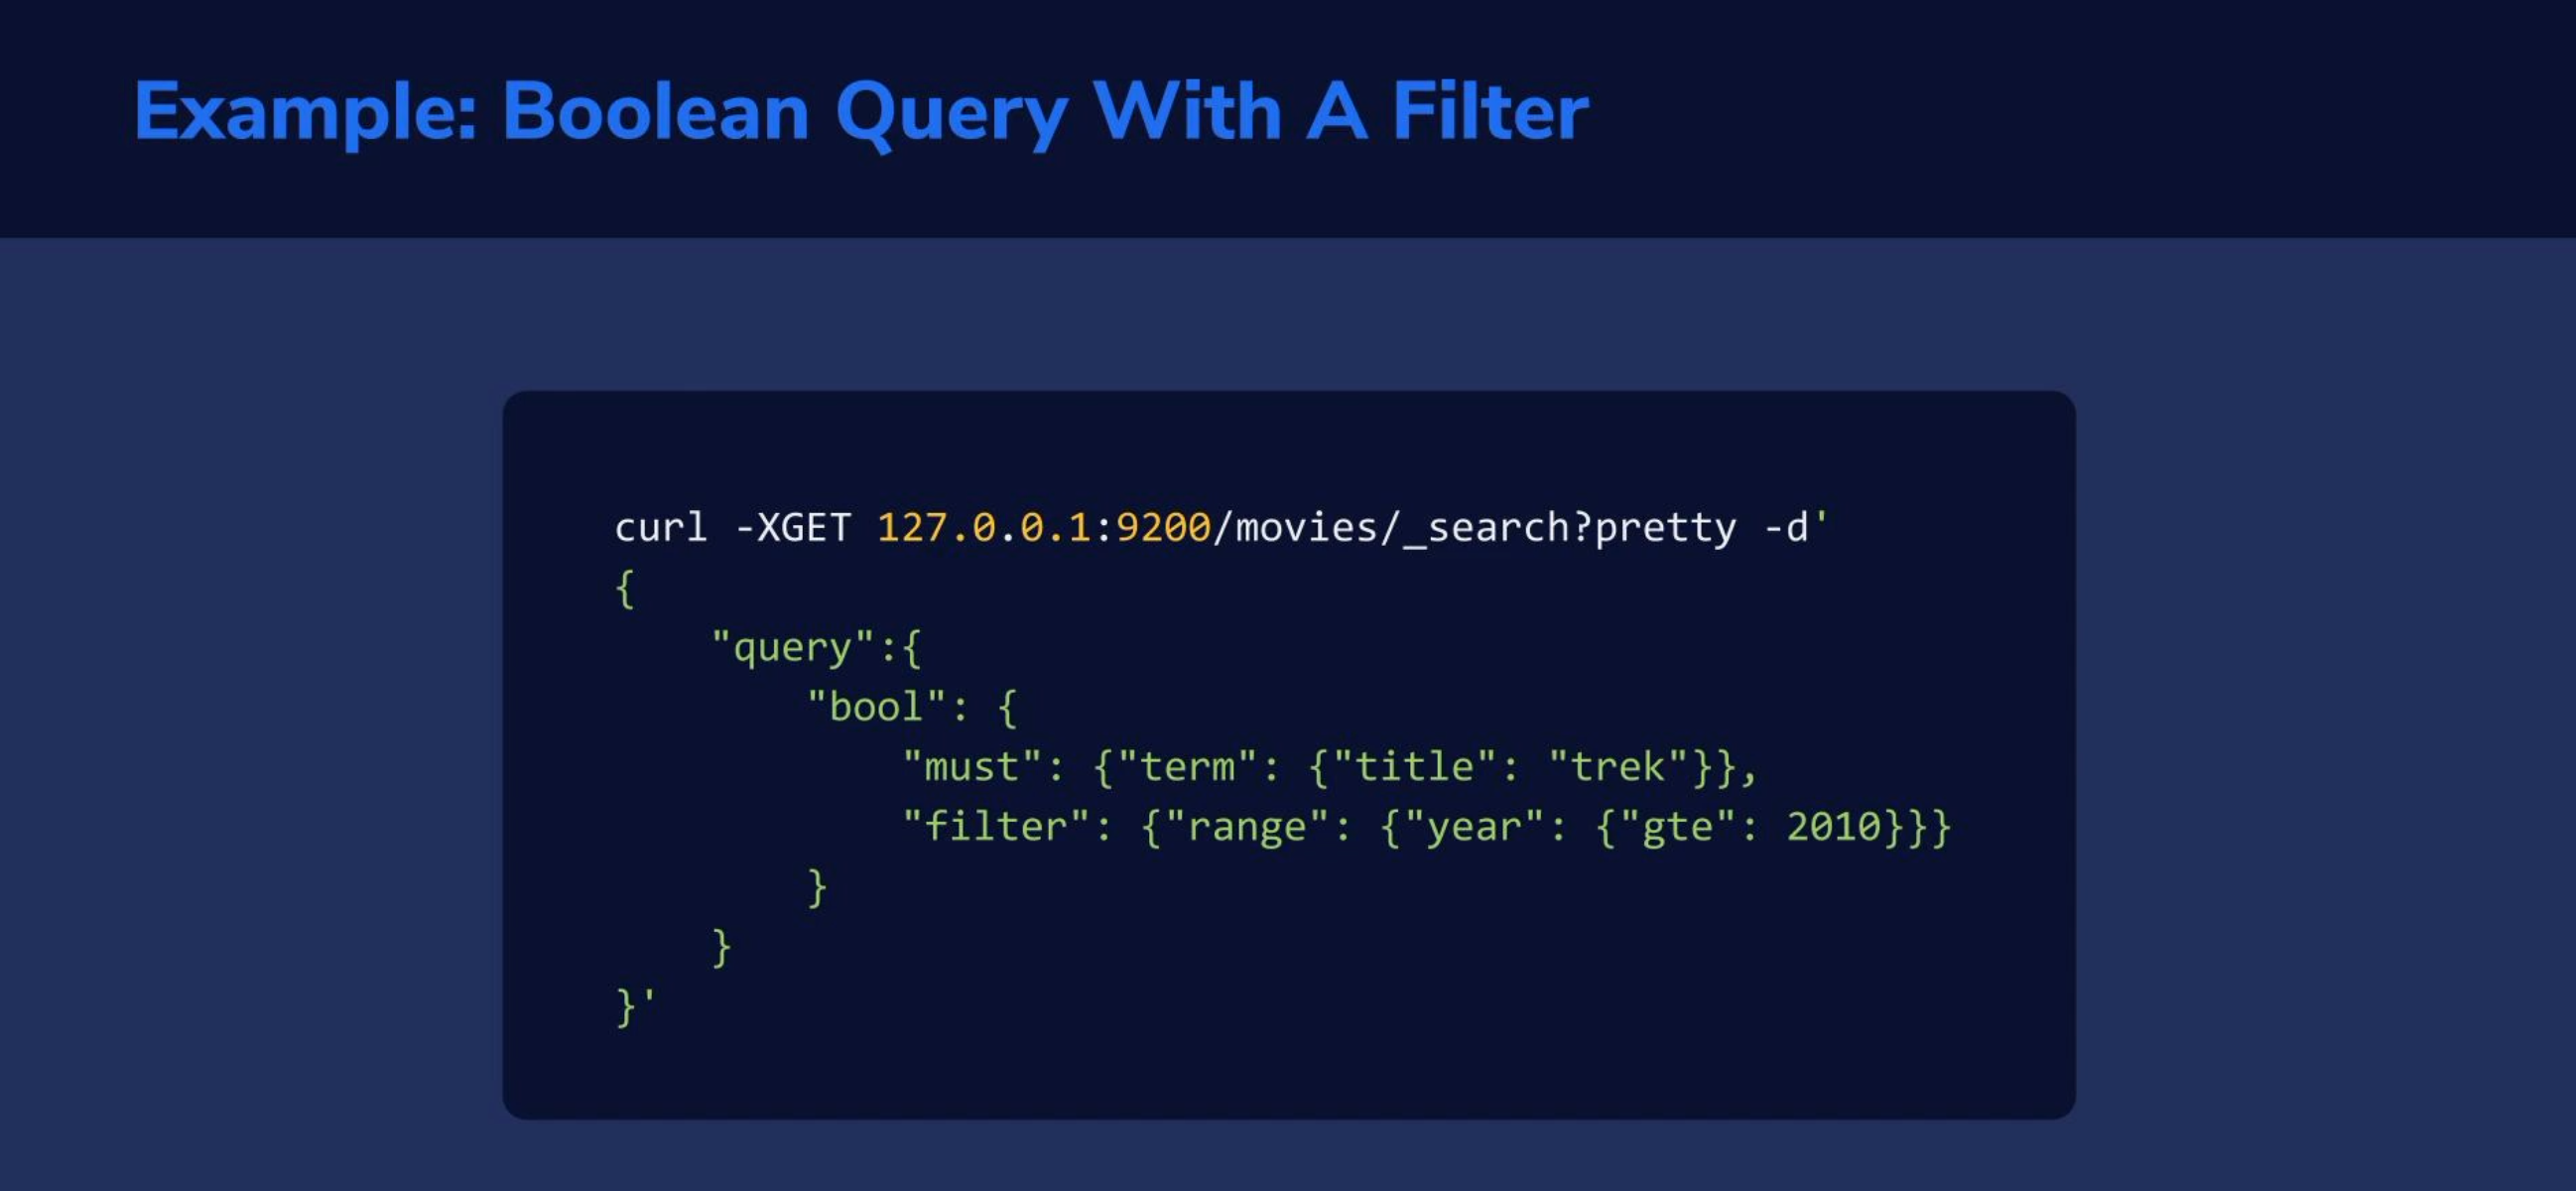 Example: Boolean Query With A Filter
curl -XGET 127.0.0.1:9200/movies/_search?pretty -d'
{
    "query":{
        "bool": {
            "must": {"term": {"title": "trek"}},
            "filter": {"range": {"year": {"gte": 2010}}}
        }
    }
}'